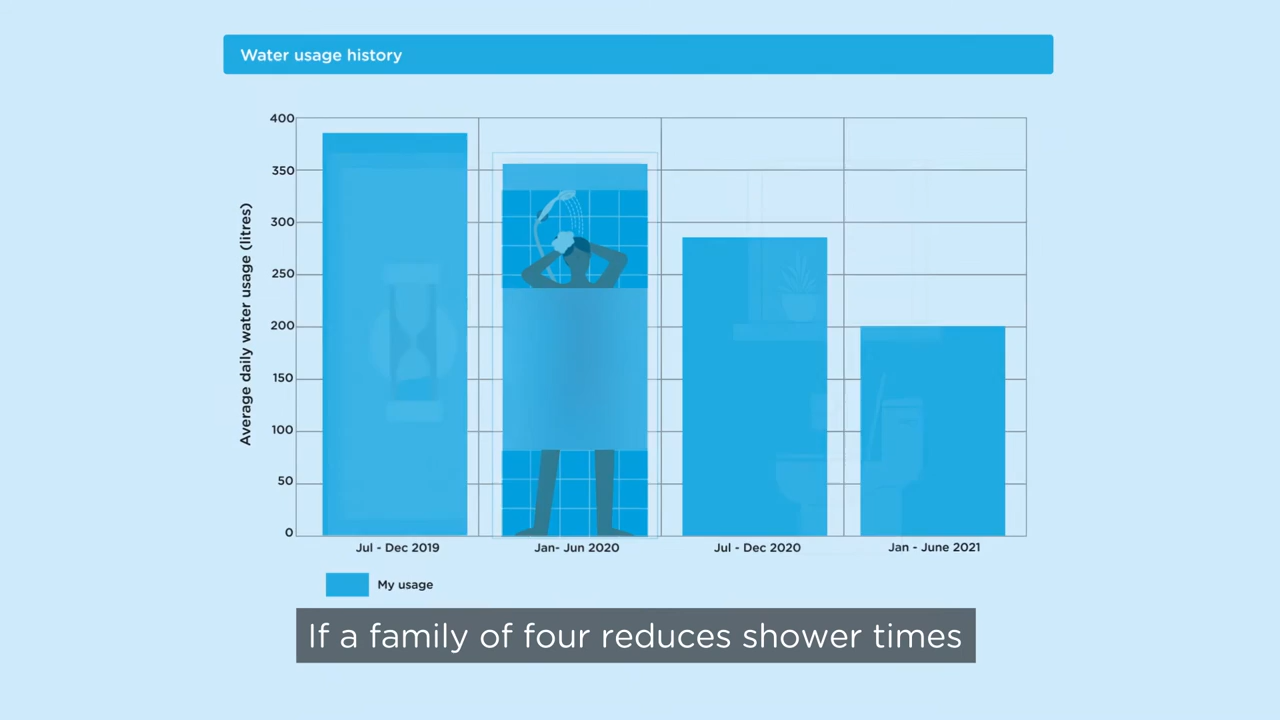 Water usage history
400
350
300
250
200
150
100
50
0
Average daily water usage (litres)
Jul - Dec 2019
Jan- Jun 2020
Jul - Dec 2020
Jan - June 2021
My usage
If a family of four reduces shower times